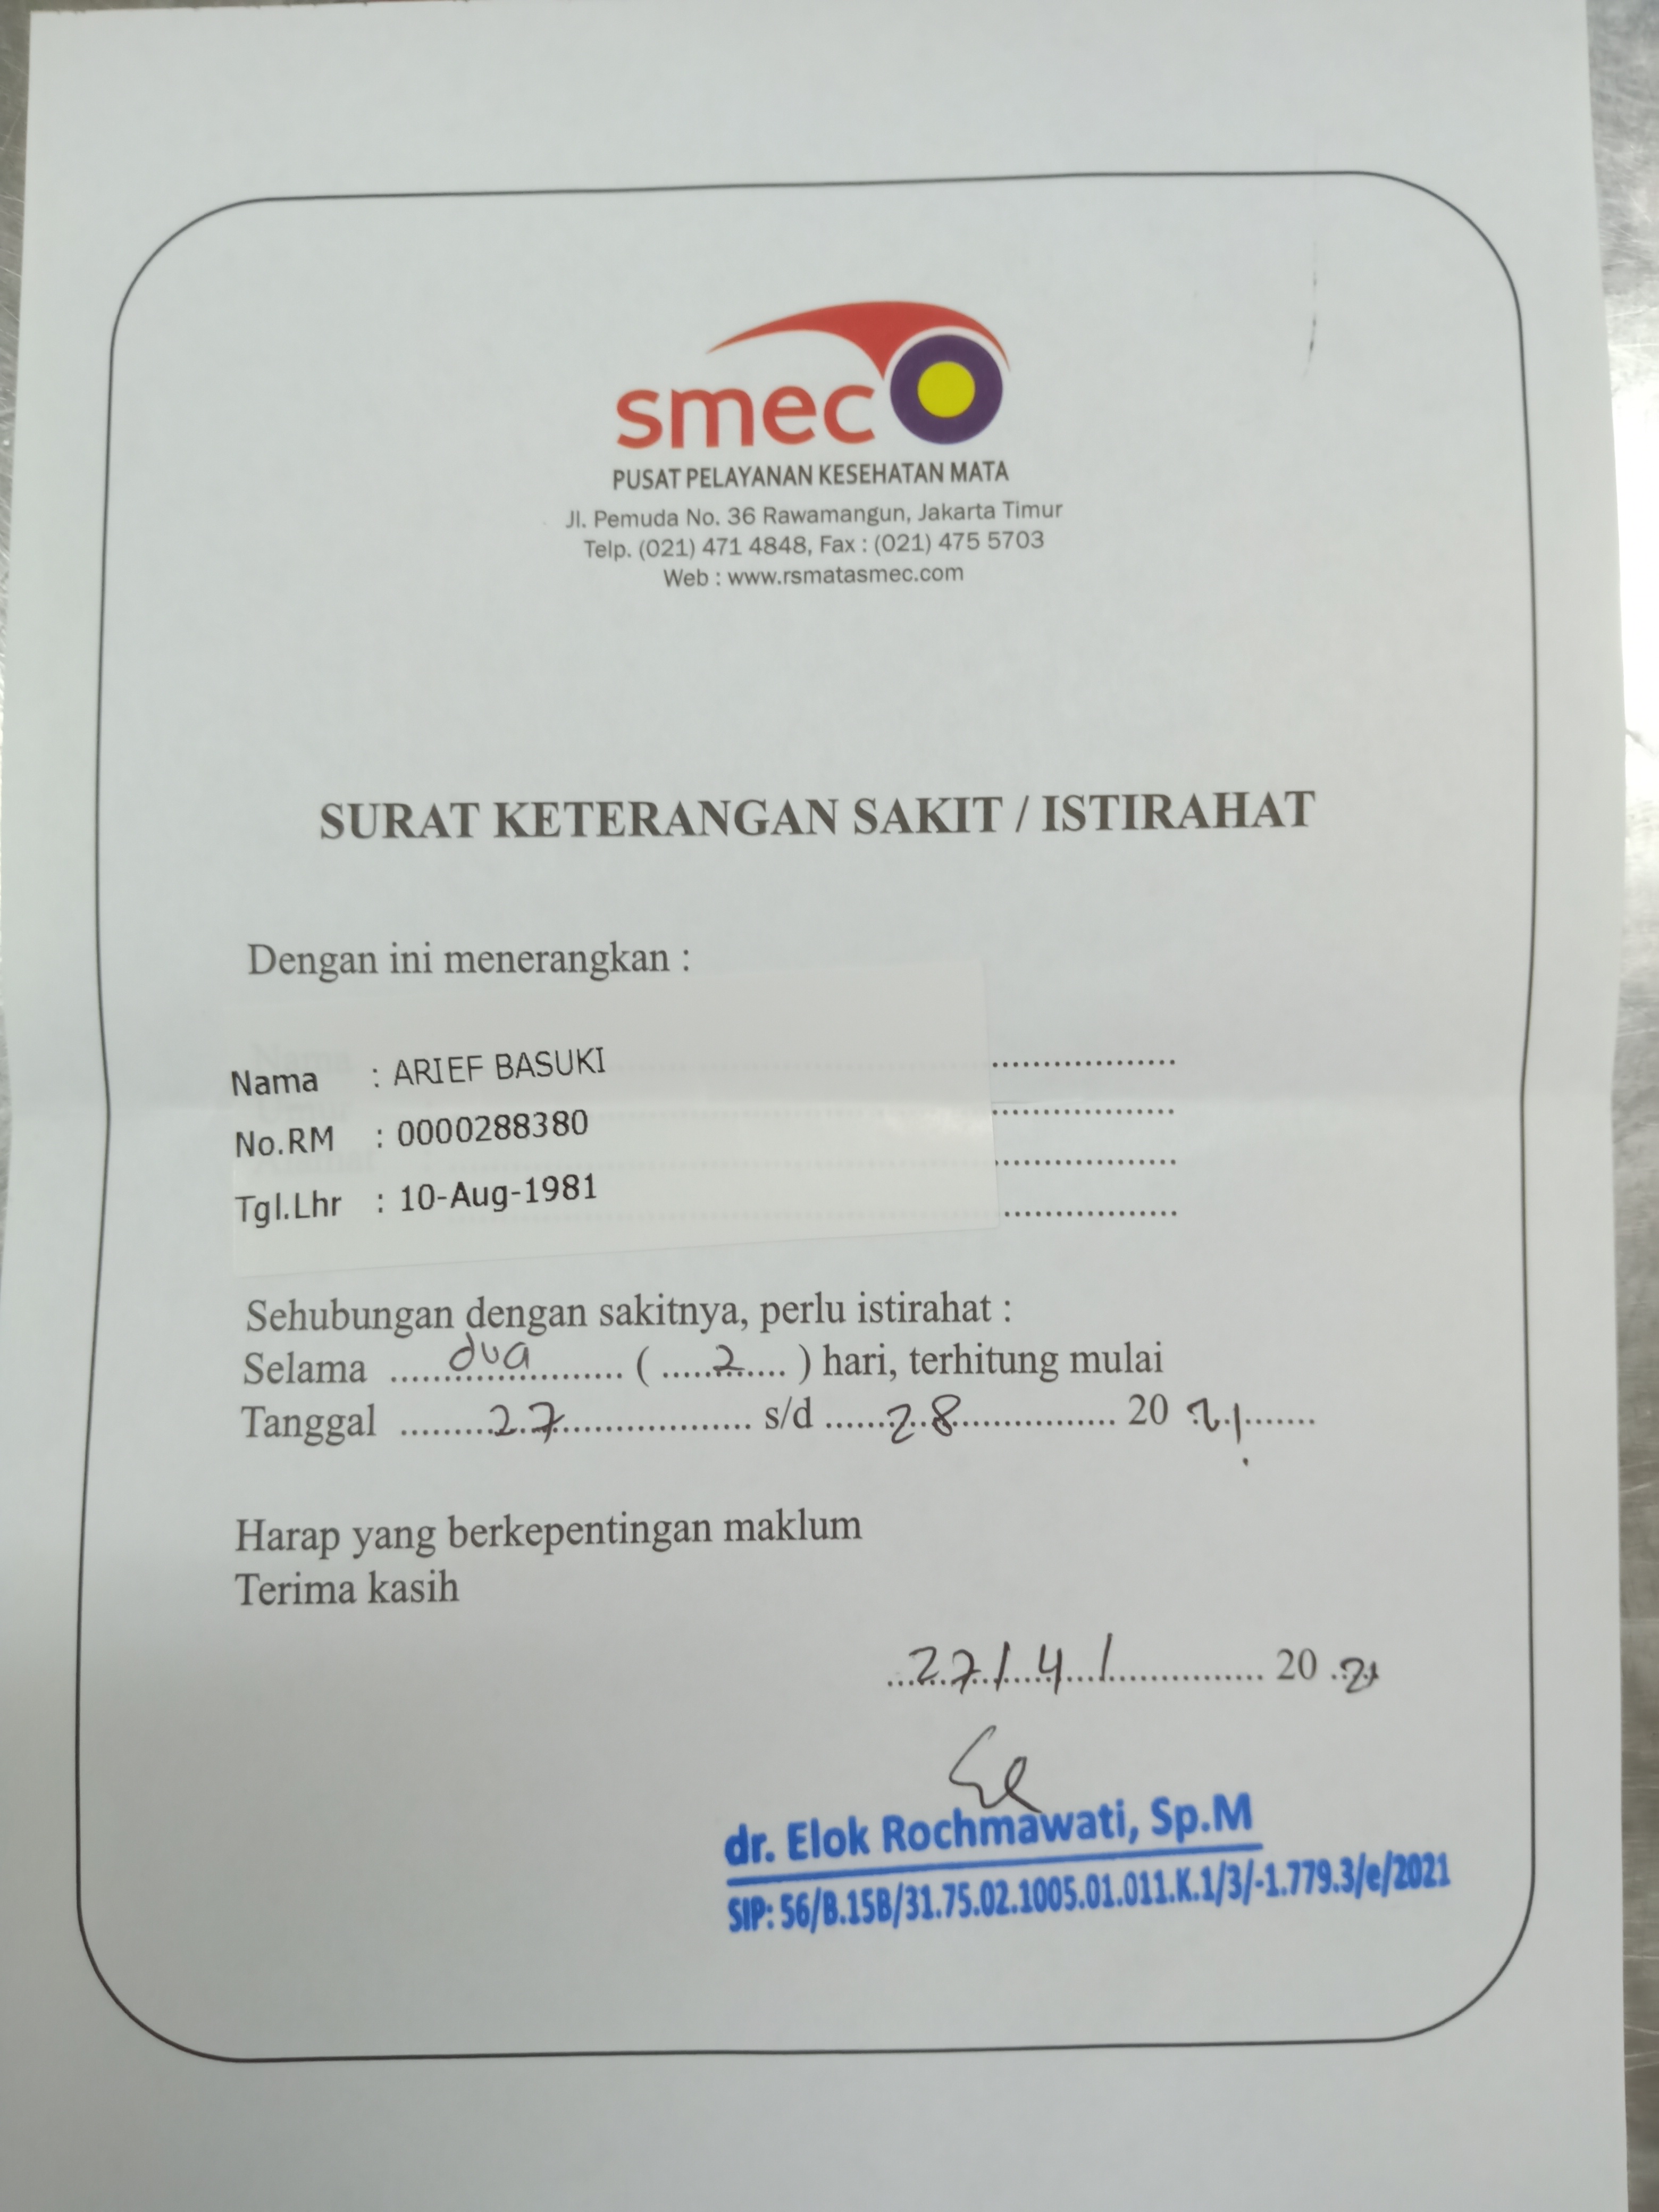 smec
PUSAT PELAYANAN KESEHATAN MATA
Jl. Pemuda No. 36 Rawamangun, Jakarta Timur
Telp. (021) 471 4848, Fax : (021) 475 5703
Web : www.rsmatasmec.com
SURAT KETERANGAN SAKIT / ISTIRAHAT
Dengan ini menerangkan :
Nama : ARIEF BASUKI
No.RM : 0000288380
Tgl.Lhr : 10-Aug-1981
Sehubungan dengan sakitnya, perlu istirahat :
Selama ......dua...... ( ....2.... ) hari, terhitung mulai
Tanggal ......27...... s/d ......28...... 20 21......
Harap yang berkepentingan maklum
Terima kasih
...27/4/...... 20 21
dr. Elok Rochmawati, Sp.M
SIP: 56/B.15B/31.75.02.1005.01.011.K.1/3/-1.779.3/e/2021